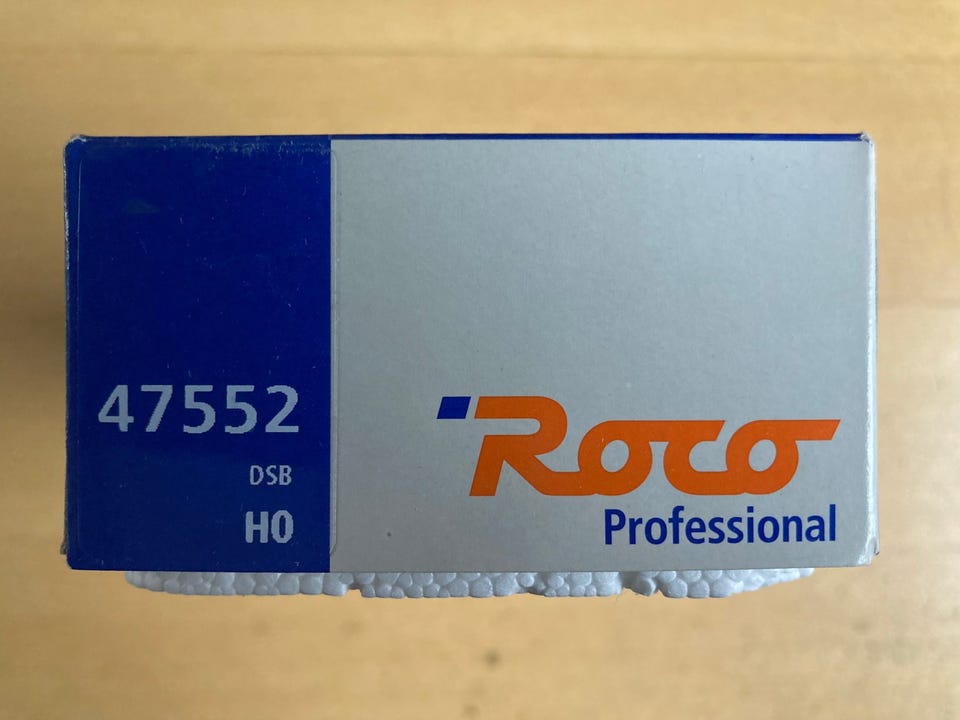 47552
DSB
H0
Roco
Professional